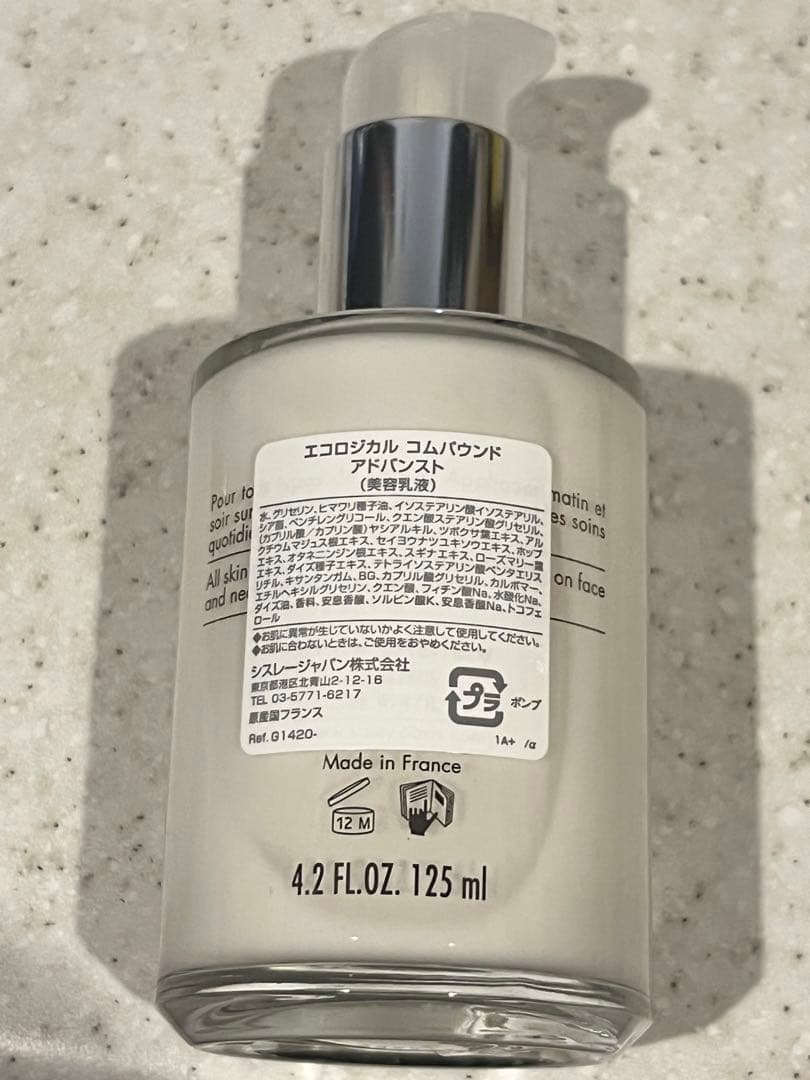 エコロジカル コムパウンド
アドバンスト
(美容乳液)
Pour to
matin et
soir sur
es soins
quotidi
All skin
on face
and ne
水、グリセリン、ヒマワリ種子油、イソステアリン酸イソステアリル、
シア脂、ペンチレングリコール、クエン酸ステアリン酸グリセリル、
(カプリル酸/カプリン酸)ヤシアルキル、ツボクサ葉エキス、アル
クチウムマジュス根エキス、セイヨウナツユキソウエキス、ホップ
エキス、オタネニンジン根エキス、スギナエキス、ローズマリー葉
エキス、ダイズ種子エキス、テトライソステアリン酸ペンタエリス
リチル、キサンタンガム、BG、カプリル酸グリセリル、カルボマー、
エチルヘキシルグリセリン、クエン酸、フィチン酸Na、水酸化Na、
ダイズ油、香料、安息香酸、ソルビン酸K、安息香酸Na、トコフェ
ロール
◆お肌に異常が生じていないかよく注意して使用してください。
◆お肌に合わないときは、ご使用をおやめください。
シスレージャパン株式会社
東京都港区北青山2-12-16
TEL 03-5771-6217
原産国フランス
プラ ポンプ
Ref. G1420-
1A+ /α
Made in France
12 M
4.2 FL.OZ. 125 ml